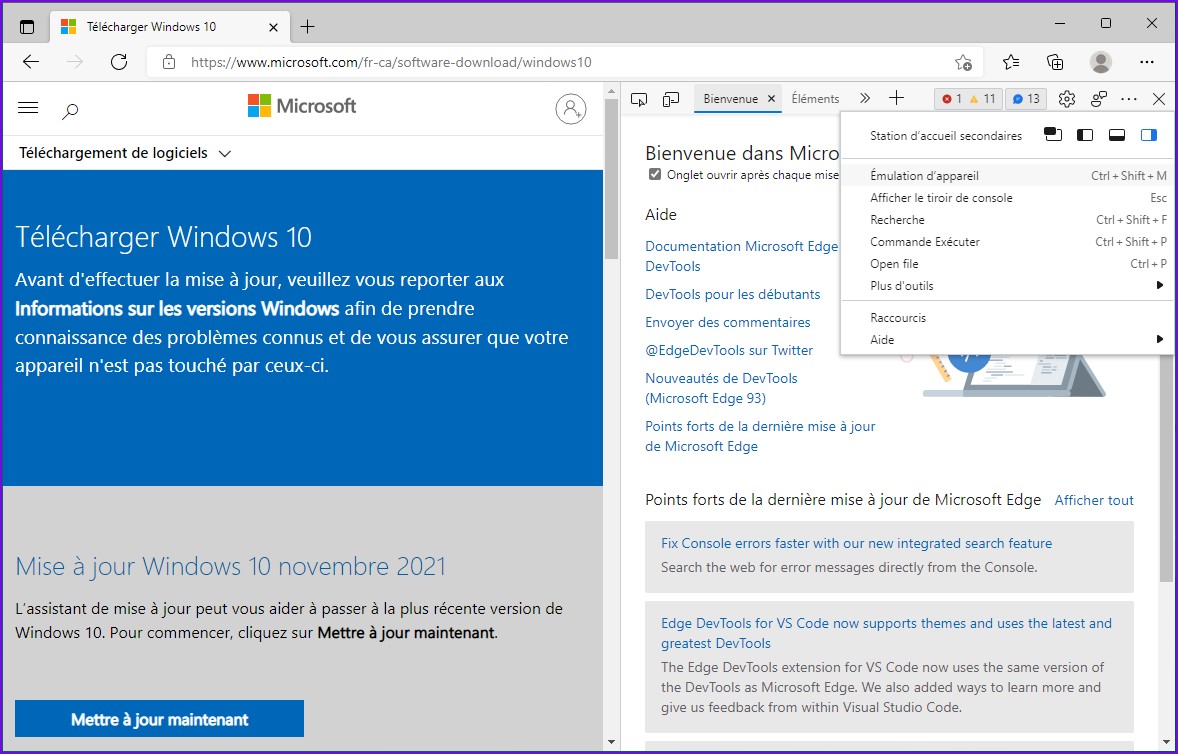 Télécharger Windows 10
https://www.microsoft.com/fr-ca/software-download/windows10
Microsoft
Téléchargement de logiciels
Télécharger Windows 10
Avant d'effectuer la mise à jour, veuillez vous reporter aux
Informations sur les versions Windows afin de prendre
connaissance des problèmes connus et de vous assurer que votre
appareil n'est pas touché par ceux-ci.
Mise à jour Windows 10 novembre 2021
L'assistant de mise à jour peut vous aider à passer à la plus récente version de
Windows 10. Pour commencer, cliquez sur Mettre à jour maintenant.
Mettre à jour maintenant
Bienvenue Éléments 1 11 13
Bienvenue dans Micro
Onglet ouvrir après chaque mise
Aide
Documentation Microsoft Edge
DevTools
DevTools pour les débutants
Envoyer des commentaires
@EdgeDevTools sur Twitter
Nouveautés de DevTools
(Microsoft Edge 93)
Points forts de la dernière mise à jour
de Microsoft Edge
Station d'accueil secondaires
Émulation d'appareil Ctrl + Shift + M
Afficher le tiroir de console Esc
Recherche Ctrl + Shift + F
Commande Exécuter Ctrl + Shift + P
Open file Ctrl + P
Plus d'outils
Raccourcis
Aide
Points forts de la dernière mise à jour de Microsoft Edge Afficher tout
Fix Console errors faster with our new integrated search feature
Search the web for error messages directly from the Console.
Edge DevTools for VS Code now supports themes and uses the latest and
greatest DevTools
The Edge DevTools extension for VS Code now uses the same version of
the DevTools as Microsoft Edge. We also added ways to learn more and
give us feedback from within Visual Studio Code.